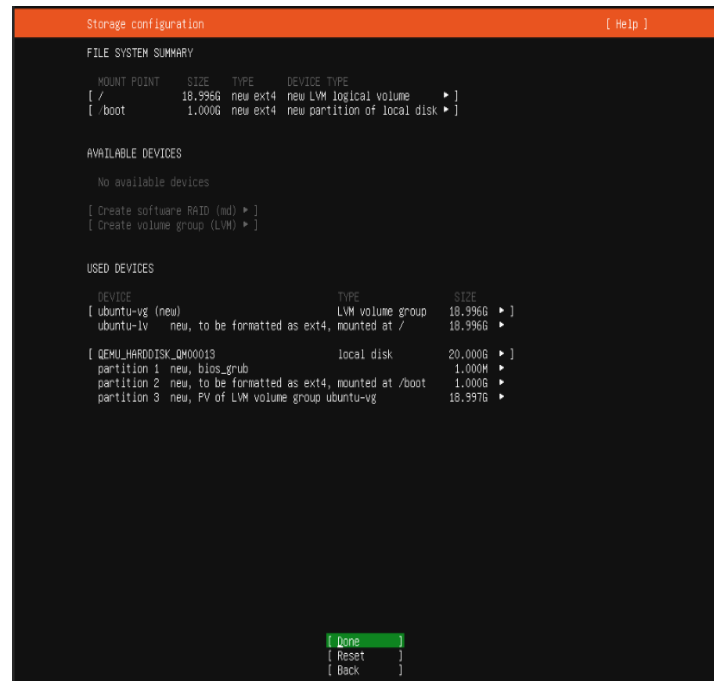 Storage configuration [ Help ]
FILE SYSTEM SUMMARY
MOUNT POINT SIZE TYPE DEVICE TYPE
[ / 18.996G new ext4 new LVM logical volume ▸ ]
[ /boot 1.000G new ext4 new partition of local disk ▸ ]
AVAILABLE DEVICES
No available devices
[ Create software RAID (md) ▸ ]
[ Create volume group (LVM) ▸ ]
USED DEVICES
DEVICE TYPE SIZE
[ ubuntu-vg (new) LVM volume group 18.996G ▸ ]
ubuntu-lv new, to be formatted as ext4, mounted at / 18.996G ▸
[ QEMU_HARDDISK_QM00013 local disk 20.000G ▸ ]
partition 1 new, bios_grub 1.000M ▸
partition 2 new, to be formatted as ext4, mounted at /boot 1.000G ▸
partition 3 new, PV of LVM volume group ubuntu-vg 18.997G ▸
[ Done ]
[ Reset ]
[ Back ]